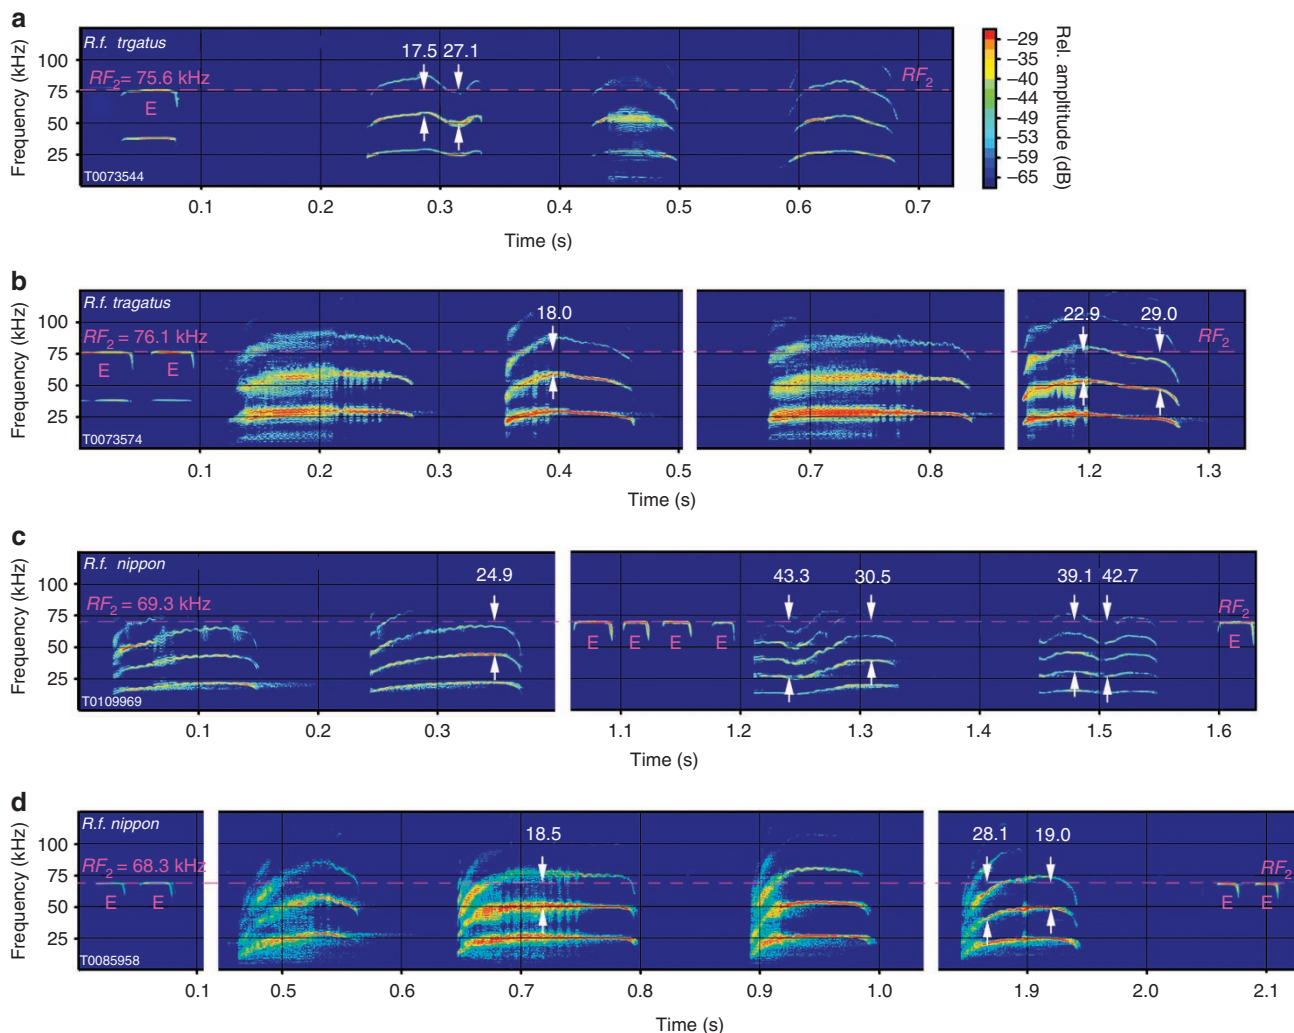 a
R.f. trgatus
17.5 27.1
RF2 = 75.6 kHz
RF2
E
T0073544
100
75
50
25
Frequency (kHz)
0.1 0.2 0.3 0.4 0.5 0.6 0.7
Time (s)
−29
−35
−40
−44
−49
−53
−59
−65
Rel. ampltitude (dB)
b
R.f. tragatus
18.0
22.9 29.0
RF2 = 76.1 kHz
RF2
E E
T0073574
100
75
50
25
Frequency (kHz)
0.1 0.2 0.3 0.4 0.5 0.7 0.8 1.2 1.3
Time (s)
c
R.f. nippon
24.9
43.3 30.5
39.1 42.7
RF2 = 69.3 kHz
RF2
E E E E E
T0109969
100
75
50
25
Frequency (kHz)
0.1 0.2 0.3 1.1 1.2 1.3 1.4 1.5 1.6
Time (s)
d
R.f. nippon
18.5
28.1 19.0
RF2 = 68.3 kHz
RF2
E E E E
T0085958
100
75
50
25
Frequency (kHz)
0.1 0.5 0.6 0.7 0.8 0.9 1.0 1.9 2.0 2.1
Time (s)